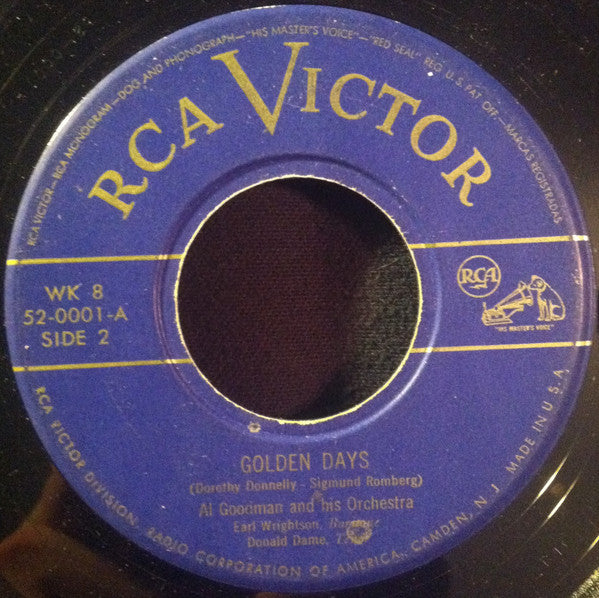 RCA VICTOR—RCA MONOGRAM—DOG AND PHONOGRAPH—"HIS MASTER'S VOICE"—"RED SEAL" REG. U. S. PAT. OFF.—MARCAS REGISTRADAS
RCA VICTOR
WK 8
52-0001-A
SIDE 2
RCA
"HIS MASTER'S VOICE"
GOLDEN DAYS
(Dorothy Donnelly - Sigmund Romberg)
Al Goodman and his Orchestra
Earl Wrightson,
Donald Dame,
RCA VICTOR DIVISION, RADIO CORPORATION OF AMERICA, CAMDEN, N. J. MADE IN U.S.A.